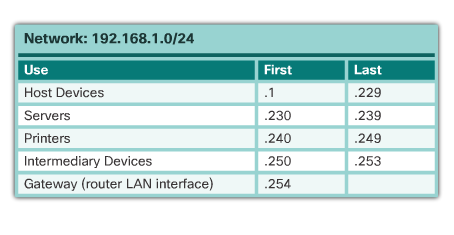 Network: 192.168.1.0/24
Use First Last
Host Devices .1 .229
Servers .230 .239
Printers .240 .249
Intermediary Devices .250 .253
Gateway (router LAN interface) .254